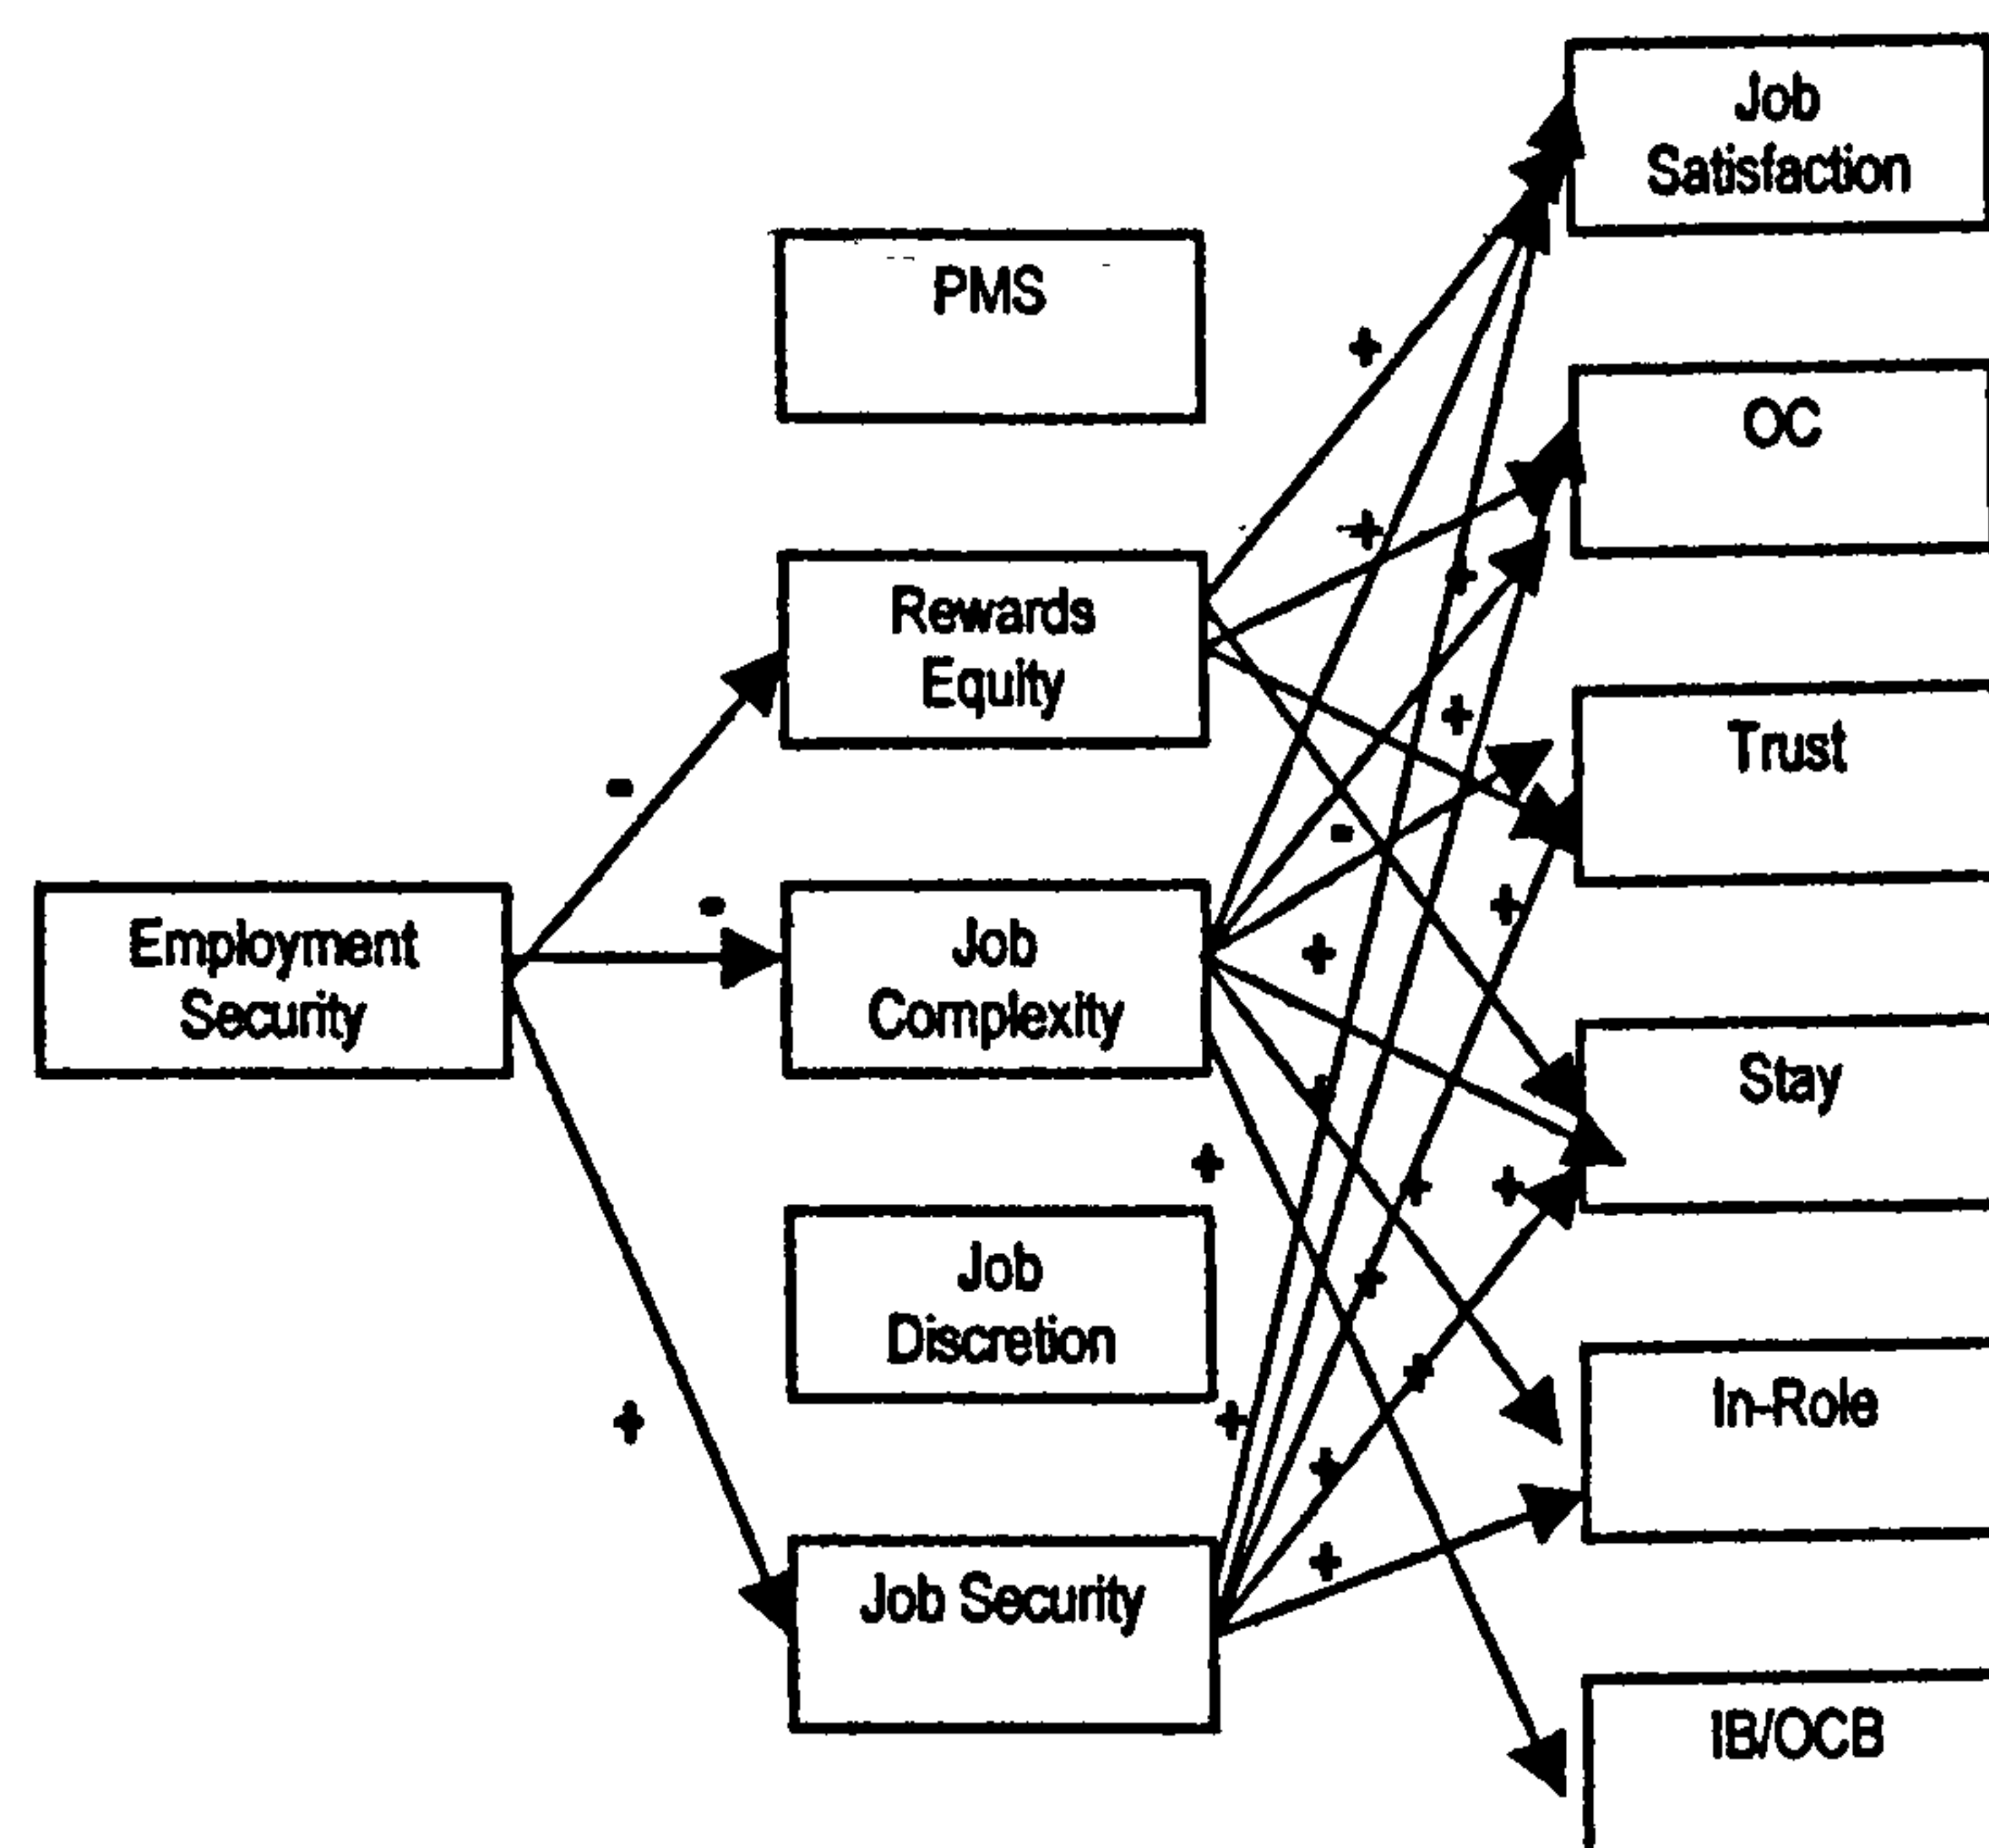 Job
Satisfaction
PMS
OC
Rewards
Equity
Trust
Employment
Security
Job
Complexity
Stay
Job
Discretion
In-Role
Job Security
IB/OCB
+
+
+
+
-
-
-
+
+
+
+
+
+
+
+
+
+
+